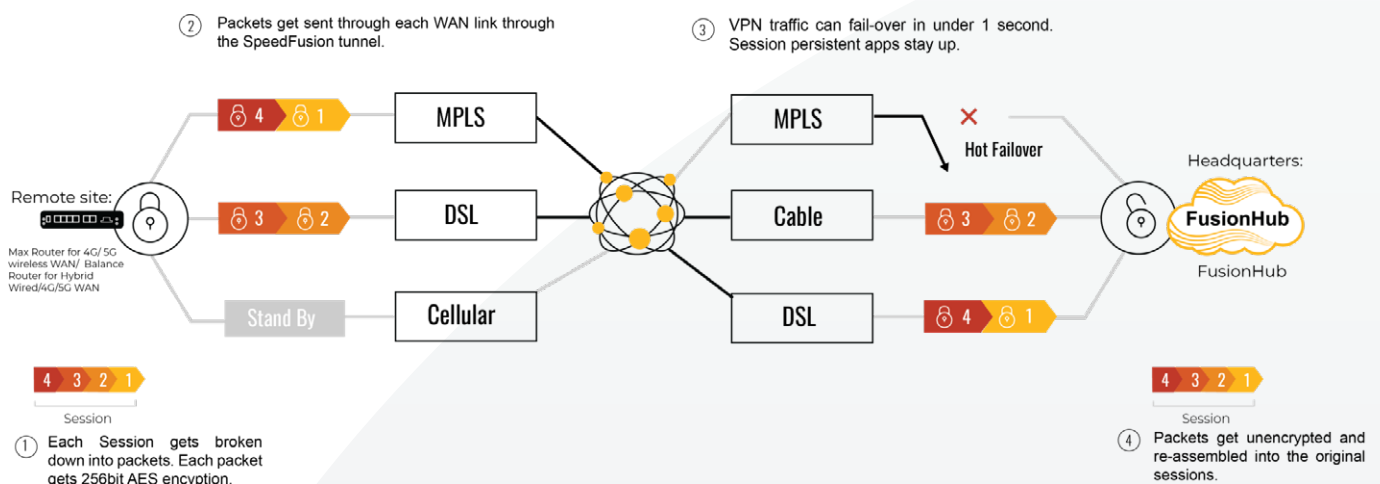 2 Packets get sent through each WAN link through
the SpeedFusion tunnel.
3 VPN traffic can fail-over in under 1 second.
Session persistent apps stay up.
4 1
MPLS
MPLS
Hot Failover
Remote site:
Max Router for 4G/ 5G
wireless WAN/ Balance
Router for Hybrid
Wired/4G/5G WAN
3 2
DSL
Cable
3 2
Headquarters:
FusionHub
FusionHub
Stand By
Cellular
DSL
4 1
4 3 2 1
Session
1 Each Session gets broken
down into packets. Each packet
gets 256bit AES encyption.
4 3 2 1
Session
4 Packets get unencrypted and
re-assembled into the original
sessions.